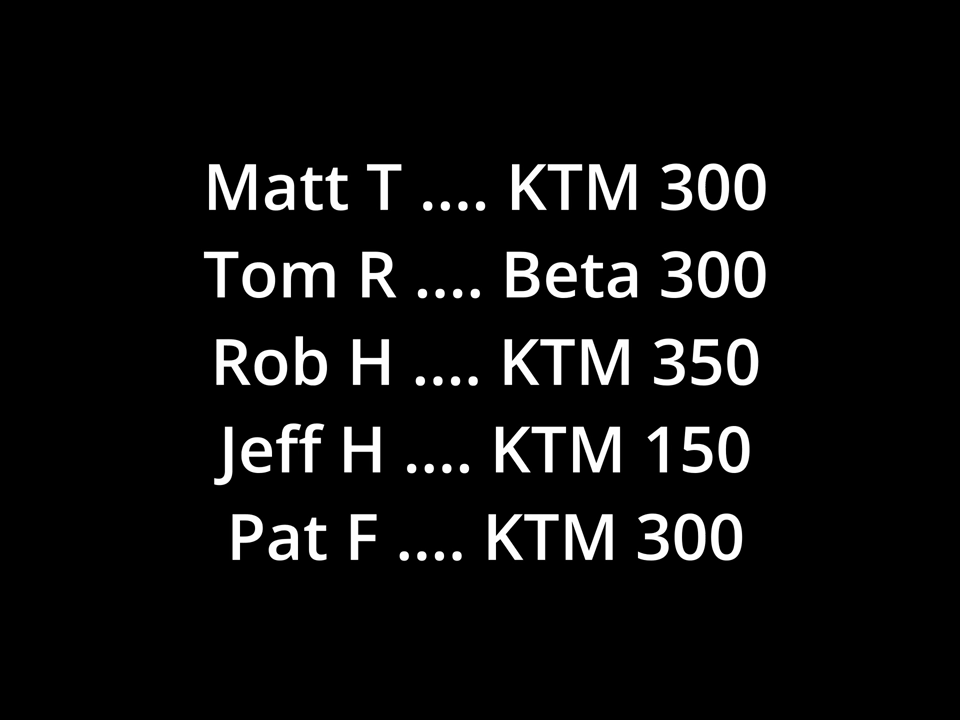 Matt T .... KTM 300
Tom R .... Beta 300
Rob H .... KTM 350
Jeff H .... KTM 150
Pat F .... KTM 300